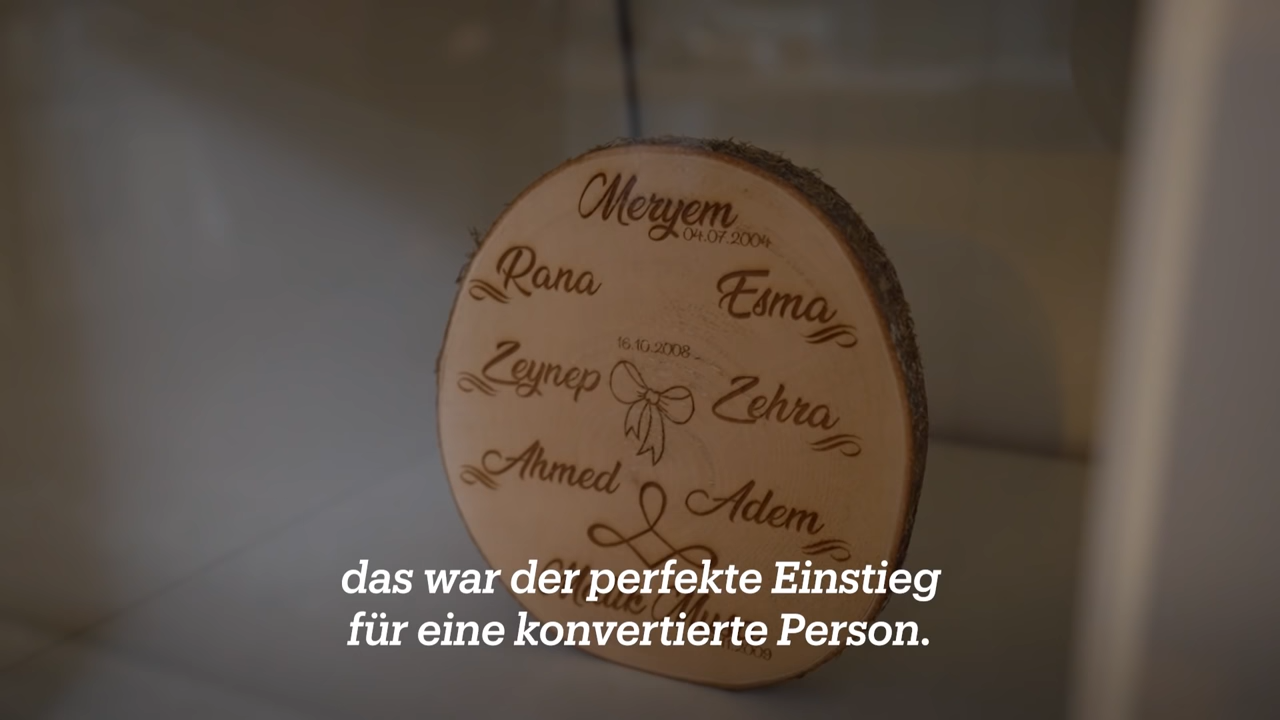 Meryem
04.07.2004
Rana
Esma
16.10.2008
Zeynep
Zehra
Ahmed
Adem
das war der perfekte Einstieg
für eine konvertierte Person.